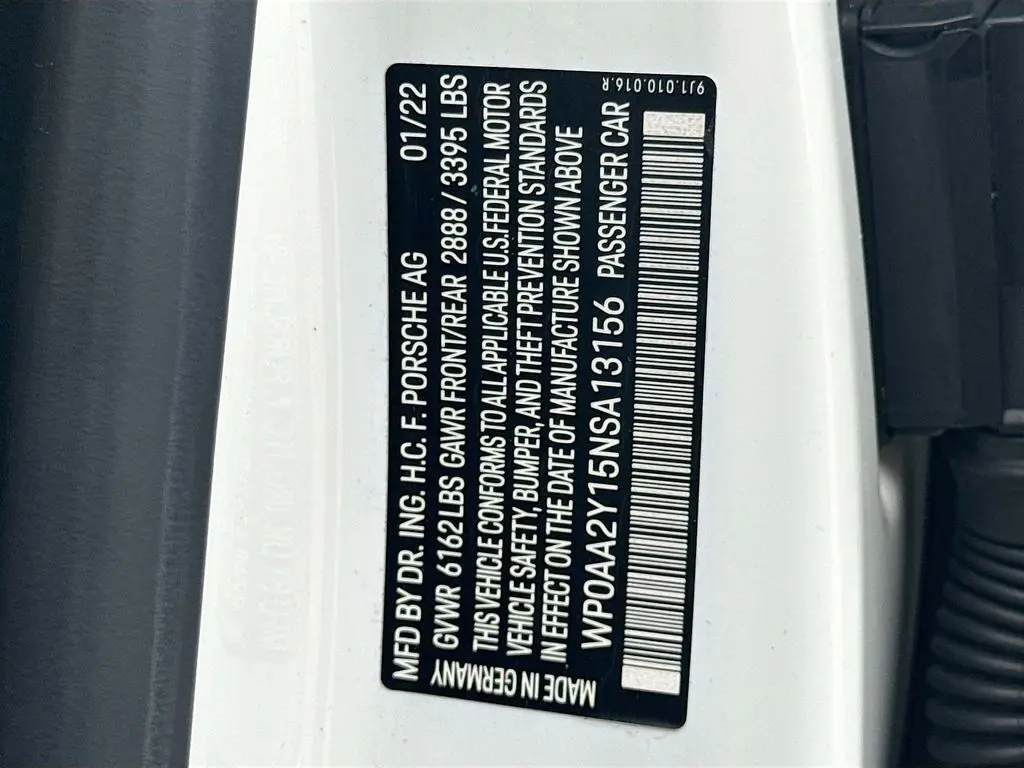 MFD BY DR. ING. H.C. F. PORSCHE AG 01/22
GVWR 6162 LBS GAWR FRONT/REAR 2888 / 3395 LBS
THIS VEHICLE CONFORMS TO ALL APPLICABLE U.S.FEDERAL MOTOR
VEHICLE SAFETY, BUMPER, AND THEFT PREVENTION STANDARDS
IN EFFECT ON THE DATE OF MANUFACTURE SHOWN ABOVE
WP0AA2Y15NSA13156 PASSENGER CAR
MADE IN GERMANY
9J1.010.016.R